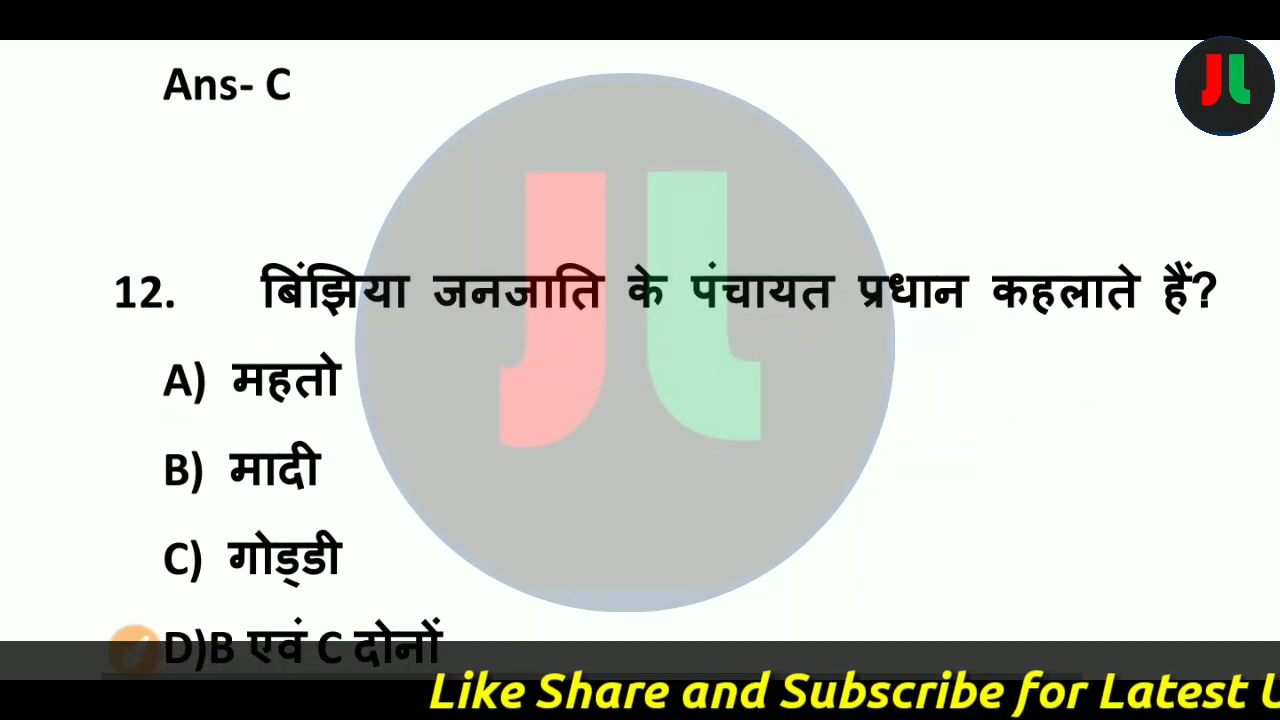 Ans- C
12. बिंझिया जनजाति के पंचायत प्रधान कहलाते हैं?
A) महतो
B) मादी
C) गोड्डी
D)B एवं C दोनों
Like Share and Subscribe for Latest U